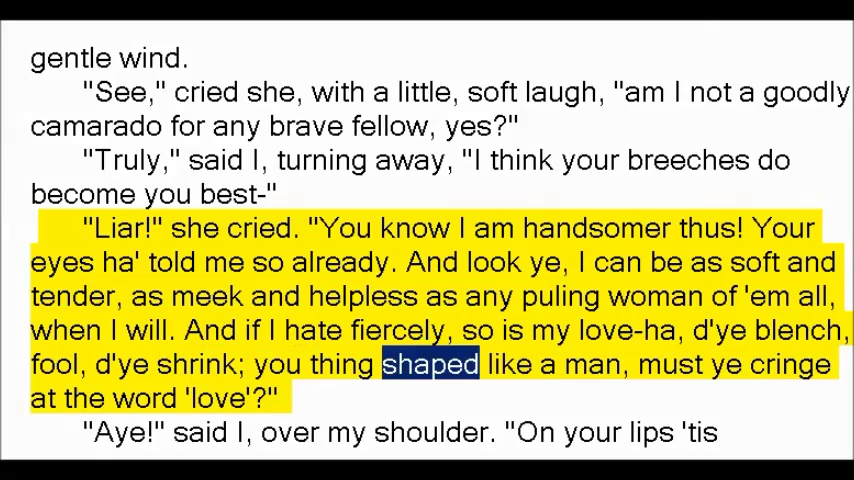 gentle wind.
"See," cried she, with a little, soft laugh, "am I not a goodly
camarado for any brave fellow, yes?"
"Truly," said I, turning away, "I think your breeches do
become you best-"
"Liar!" she cried. "You know I am handsomer thus! Your
eyes ha' told me so already. And look ye, I can be as soft and
tender, as meek and helpless as any puling woman of 'em all,
when I will. And if I hate fiercely, so is my love-ha, d'ye blench,
fool, d'ye shrink; you thing shaped like a man, must ye cringe
at the word 'love'?"
"Aye!" said I, over my shoulder. "On your lips 'tis